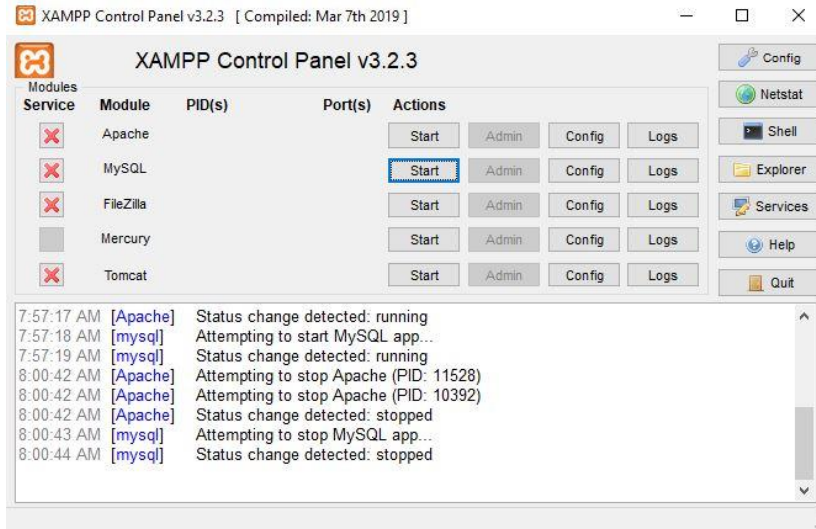 XAMPP Control Panel v3.2.3 [ Compiled: Mar 7th 2019 ]
XAMPP Control Panel v3.2.3
Config
Modules
Service Module PID(s) Port(s) Actions
Netstat
Apache Start Admin Config Logs
Shell
MySQL Start Admin Config Logs
Explorer
FileZilla Start Admin Config Logs
Services
Mercury Start Admin Config Logs
Help
Tomcat Start Admin Config Logs
Quit
7:57:17 AM [Apache] Status change detected: running
7:57:18 AM [mysql] Attempting to start MySQL app...
7:57:19 AM [mysql] Status change detected: running
8:00:42 AM [Apache] Attempting to stop Apache (PID: 11528)
8:00:42 AM [Apache] Attempting to stop Apache (PID: 10392)
8:00:42 AM [Apache] Status change detected: stopped
8:00:43 AM [mysql] Attempting to stop MySQL app...
8:00:44 AM [mysql] Status change detected: stopped